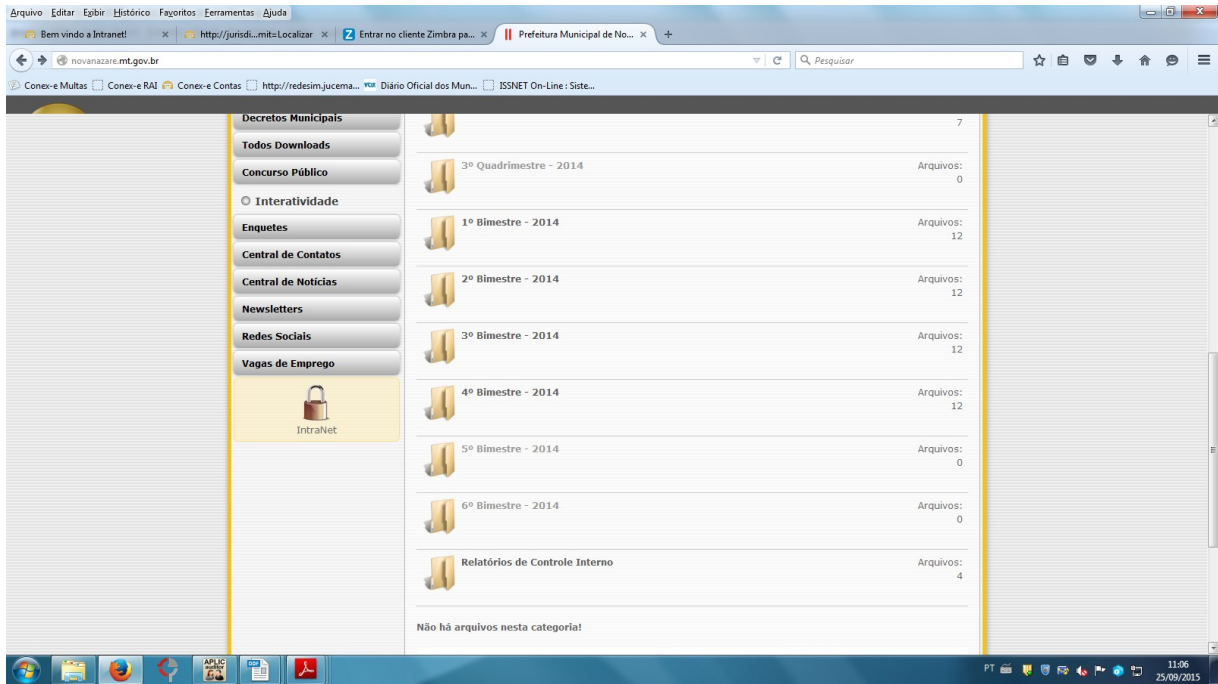 Arquivo Editar Exibir Histórico Favoritos Ferramentas Ajuda
Bem vindo a Intranet! × http://jurisdi...mit=Localizar × Z Entrar no cliente Zimbra pa... × Prefeitura Municipal de No... × +
novanazare.mt.gov.br Pesquisar
Conex-e Multas Conex-e RAI Conex-e Contas http://redesim.jucema... VOX Diário Oficial dos Mun... ISSNET On-Line : Siste...
Decretos Municipais
Todos Downloads
Concurso Público
Interatividade
Enquetes
Central de Contatos
Central de Notícias
Newsletters
Redes Sociais
Vagas de Emprego
IntraNet
7
3º Quadrimestre - 2014 Arquivos:
0
1º Bimestre - 2014 Arquivos:
12
2º Bimestre - 2014 Arquivos:
12
3º Bimestre - 2014 Arquivos:
12
4º Bimestre - 2014 Arquivos:
12
5º Bimestre - 2014 Arquivos:
0
6º Bimestre - 2014 Arquivos:
0
Relatórios de Controle Interno Arquivos:
4
Não há arquivos nesta categoria!
APLIC
auditor
ODF
PT
11:06
25/09/2015